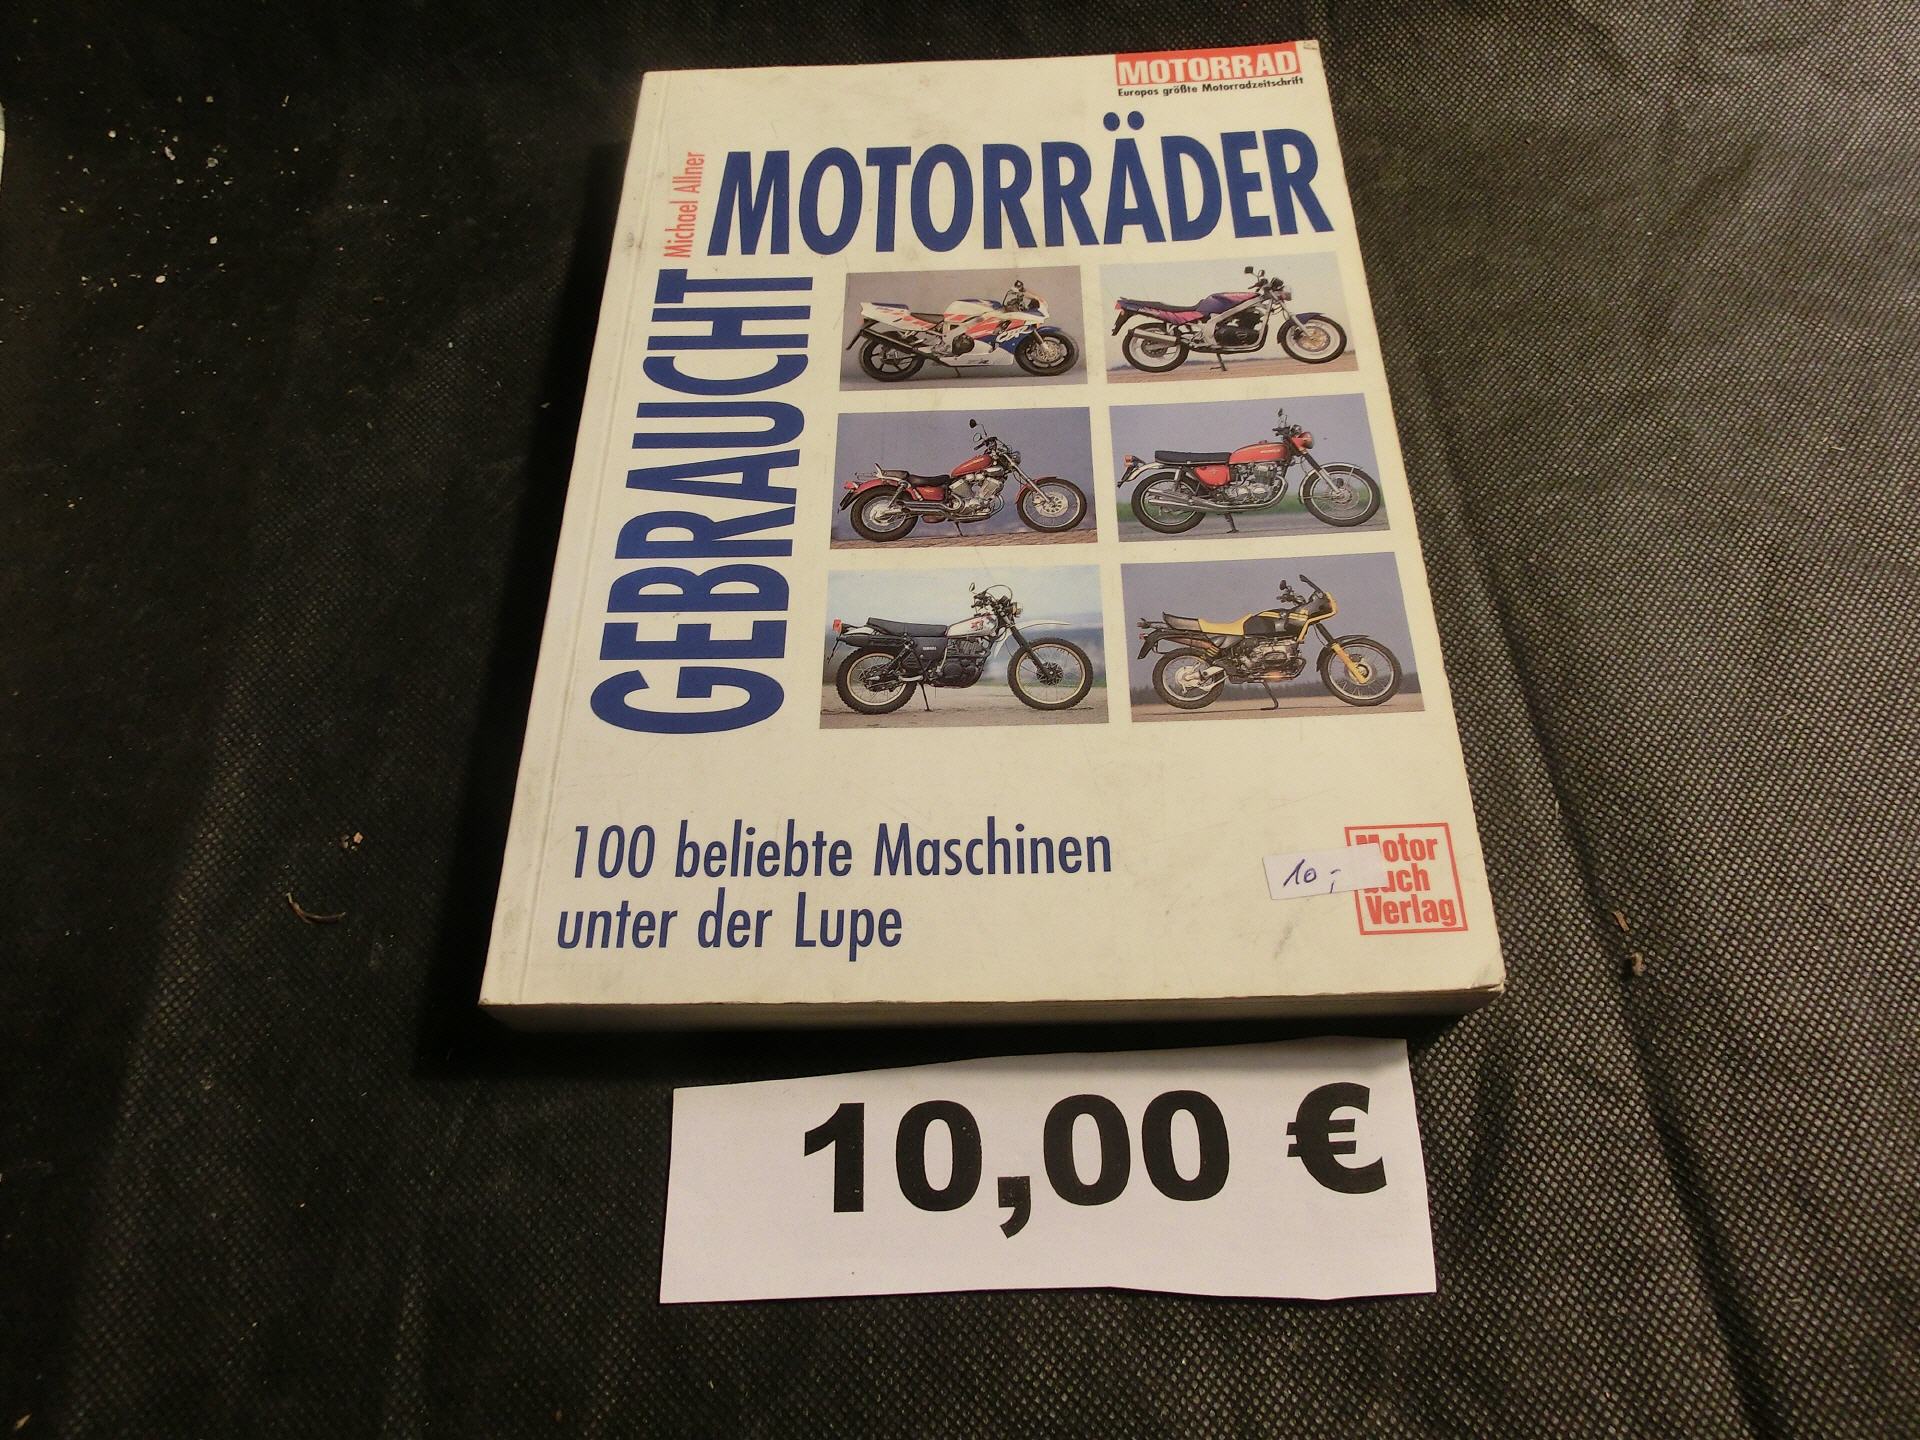 MOTORRAD
Europas größte Motorradzeitschrift
Michael Allner
GEBRAUCHT
MOTORRÄDER
100 beliebte Maschinen
unter der Lupe
10,-
Motor
buch
Verlag
10,00 €